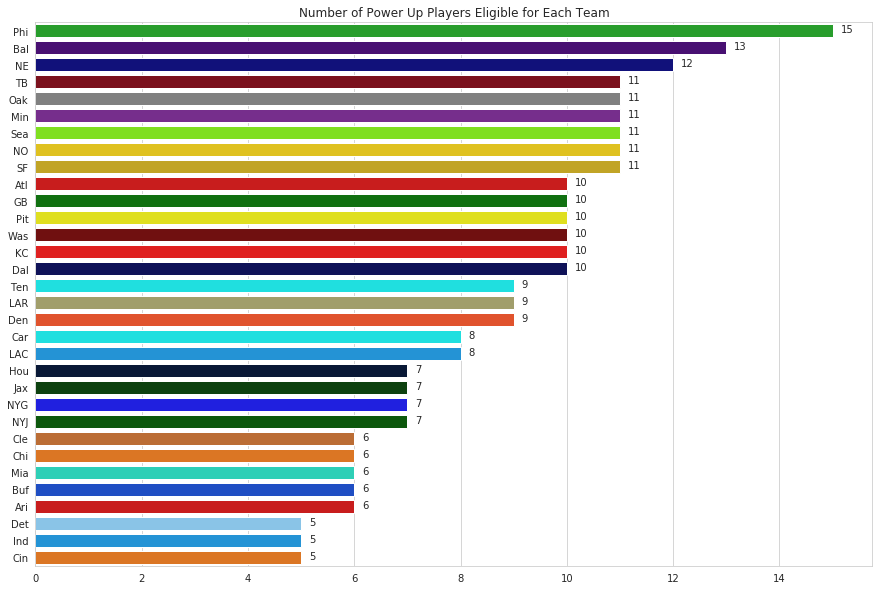 Number of Power Up Players Eligible for Each Team
Phi 15
Bal 13
NE 12
TB 11
Oak 11
Min 11
Sea 11
NO 11
SF 11
Atl 10
GB 10
Pit 10
Was 10
KC 10
Dal 10
Ten 9
LAR 9
Den 9
Car 8
LAC 8
Hou 7
Jax 7
NYG 7
NYJ 7
Cle 6
Chi 6
Mia 6
Buf 6
Ari 6
Det 5
Ind 5
Cin 5
0 2 4 6 8 10 12 14